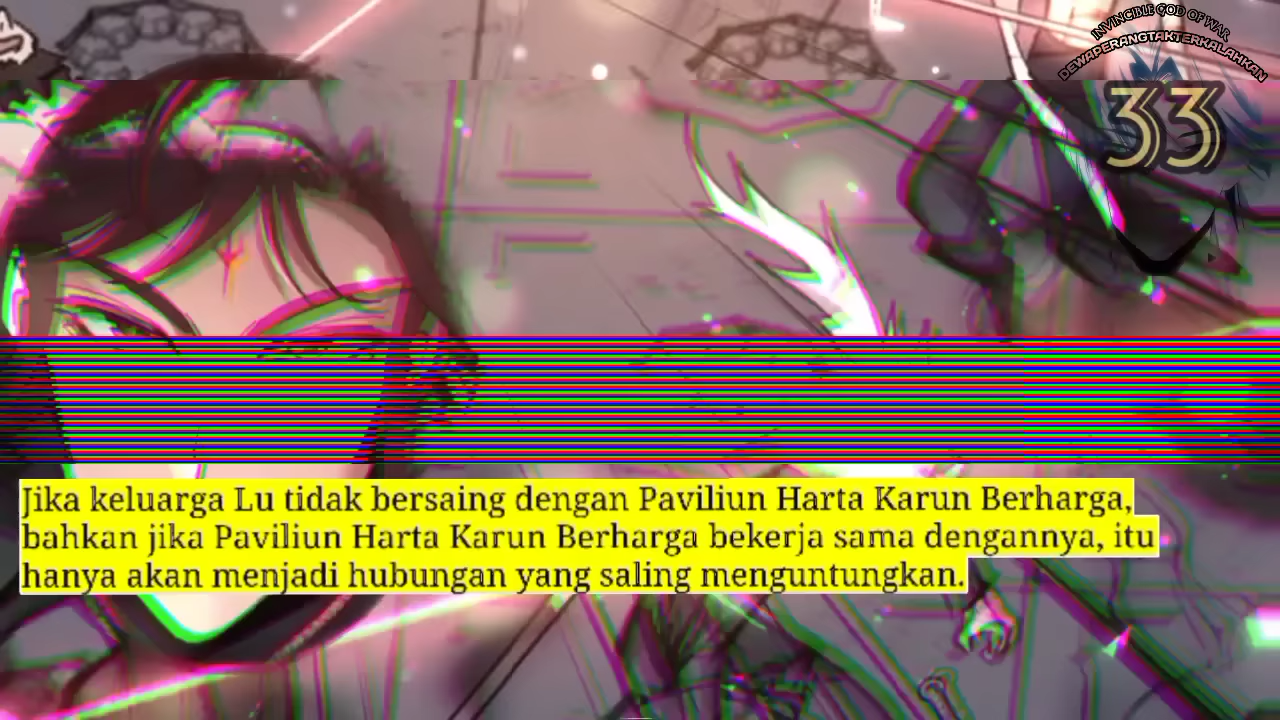 INVINCIBLE GOD OF WAR
DEWAPERANGTAKTERKALAHKAN
33
Jika keluarga Lu tidak bersaing dengan Paviliun Harta Karun Berharga,
bahkan jika Paviliun Harta Karun Berharga bekerja sama dengannya, itu
hanya akan menjadi hubungan yang saling menguntungkan.